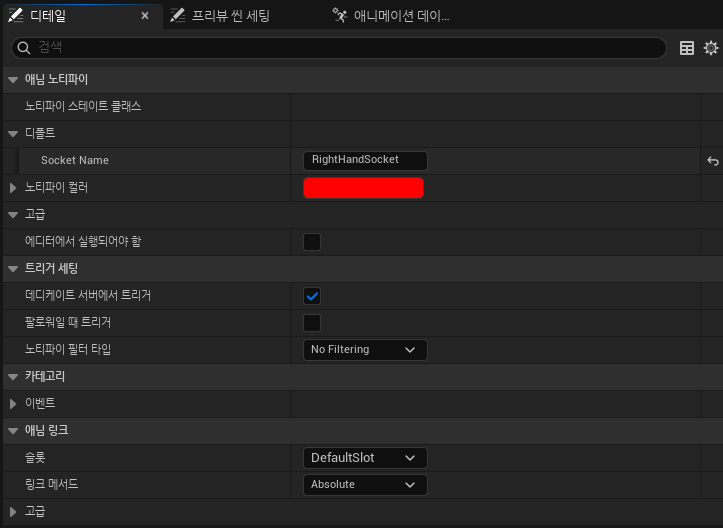 디테일
프리뷰 씬 세팅
애니메이션 데이...
검색
애님 노티파이
노티파이 스테이트 클래스
디폴트
Socket Name RightHandSocket
노티파이 컬러
고급
에디터에서 실행되어야 함
트리거 세팅
데디케이트 서버에서 트리거
팔로워일 때 트리거
노티파이 필터 타입 No Filtering
카테고리
이벤트
애님 링크
슬롯 DefaultSlot
링크 메서드 Absolute
고급